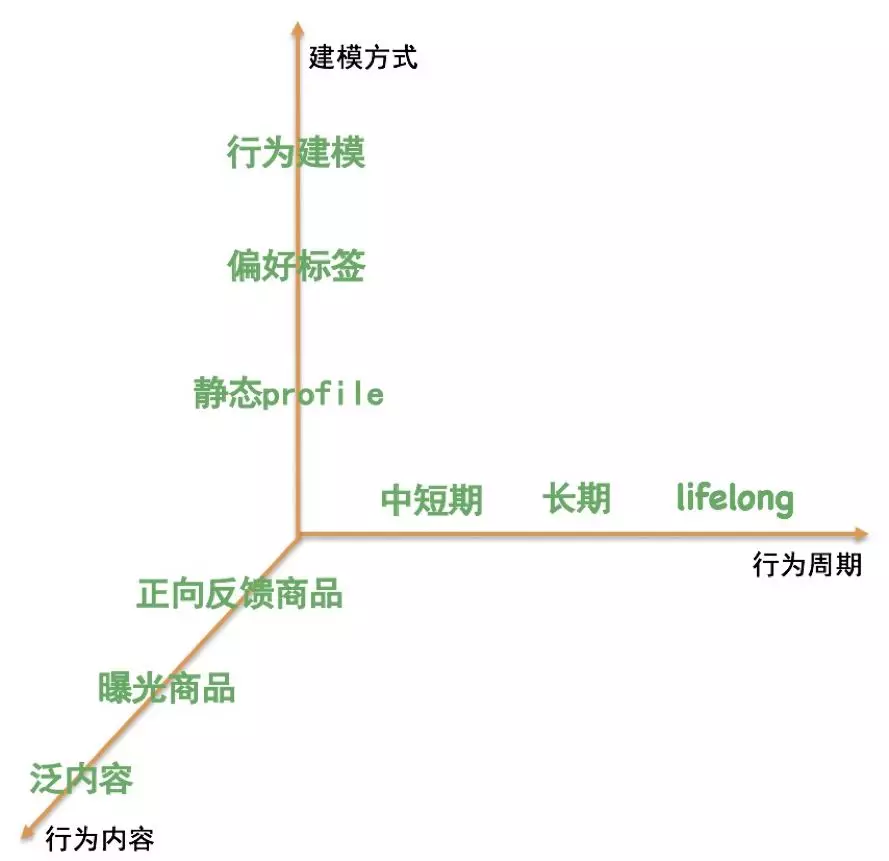 建模方式
行为建模
偏好标签
静态profile
中短期
长期
lifelong
行为周期
正向反馈商品
曝光商品
泛内容
行为内容